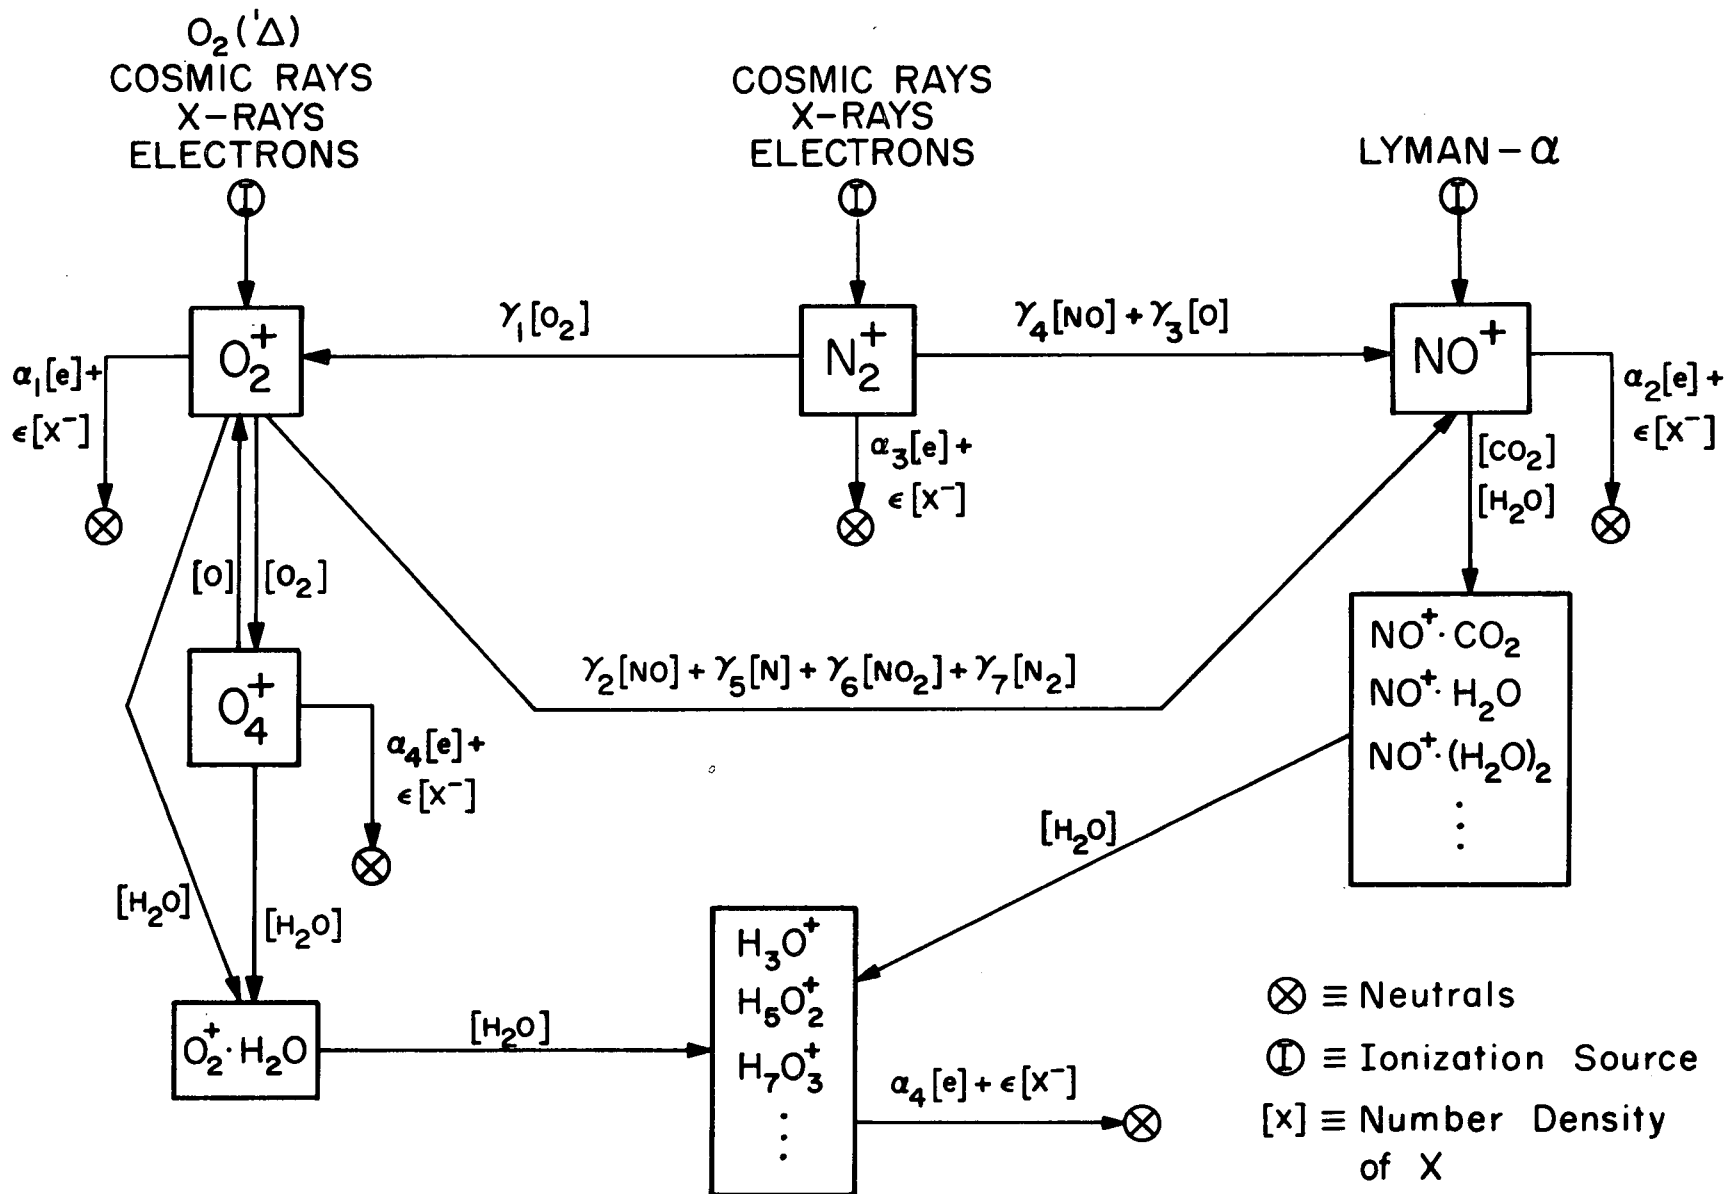 O₂(¹Δ)
COSMIC RAYS
X-RAYS
ELECTRONS
I
COSMIC RAYS
X-RAYS
ELECTRONS
I
LYMAN-α
I
O₂⁺
γ₁[O₂]
N₂⁺
γ₄[NO] + γ₃[O]
NO⁺
α₁[e]+
ϵ[X⁻]
α₃[e]+
ϵ[X⁻]
α₂[e]+
ϵ[X⁻]
[CO₂]
[H₂O]
[O]
[O₂]
γ₂[NO] + γ₅[N] + γ₆[NO₂] + γ₇[N₂]
NO⁺·CO₂
NO⁺·H₂O
NO⁺·(H₂O)₂
⋮
O₄⁺
α₄[e]+
ϵ[X⁻]
[H₂O]
[H₂O]
[H₂O]
O₂⁺·H₂O
[H₂O]
H₃O⁺
H₅O₂⁺
H₇O₃⁺
⋮
α₄[e] + ϵ[X⁻]
⊗ ≡ Neutrals
I ≡ Ionization Source
[X] ≡ Number Density
of X